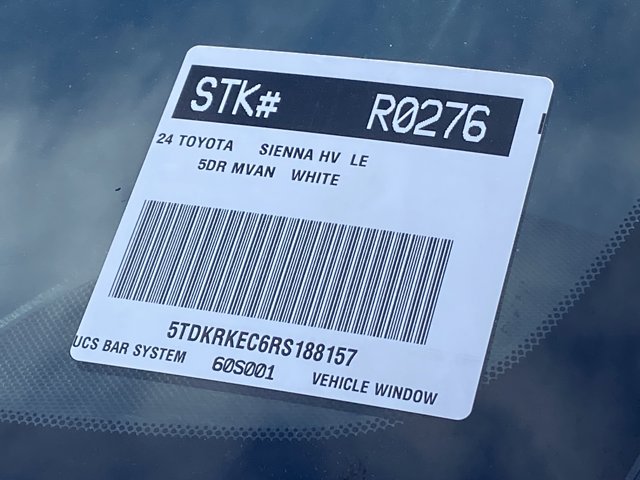 STK# R0276
24 TOYOTA SIENNA HV LE
5DR MVAN WHITE
5TDKRKEC6RS188157
UCS BAR SYSTEM 60S001 VEHICLE WINDOW